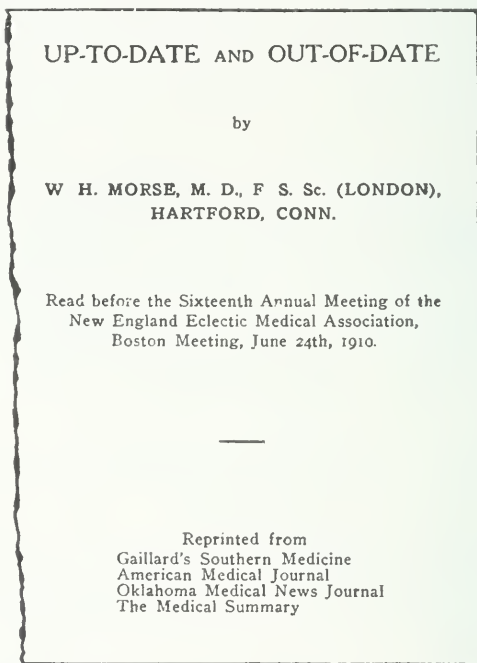 UP-TO-DATE AND OUT-OF-DATE
by
W H. MORSE, M. D., F S. Sc. (LONDON),
HARTFORD, CONN.
Read before the Sixteenth Annual Meeting of the
New England Eclectic Medical Association,
Boston Meeting, June 24th, 1910.
Reprinted from
Gaillard's Southern Medicine
American Medical Journal
Oklahoma Medical News Journal
The Medical Summary